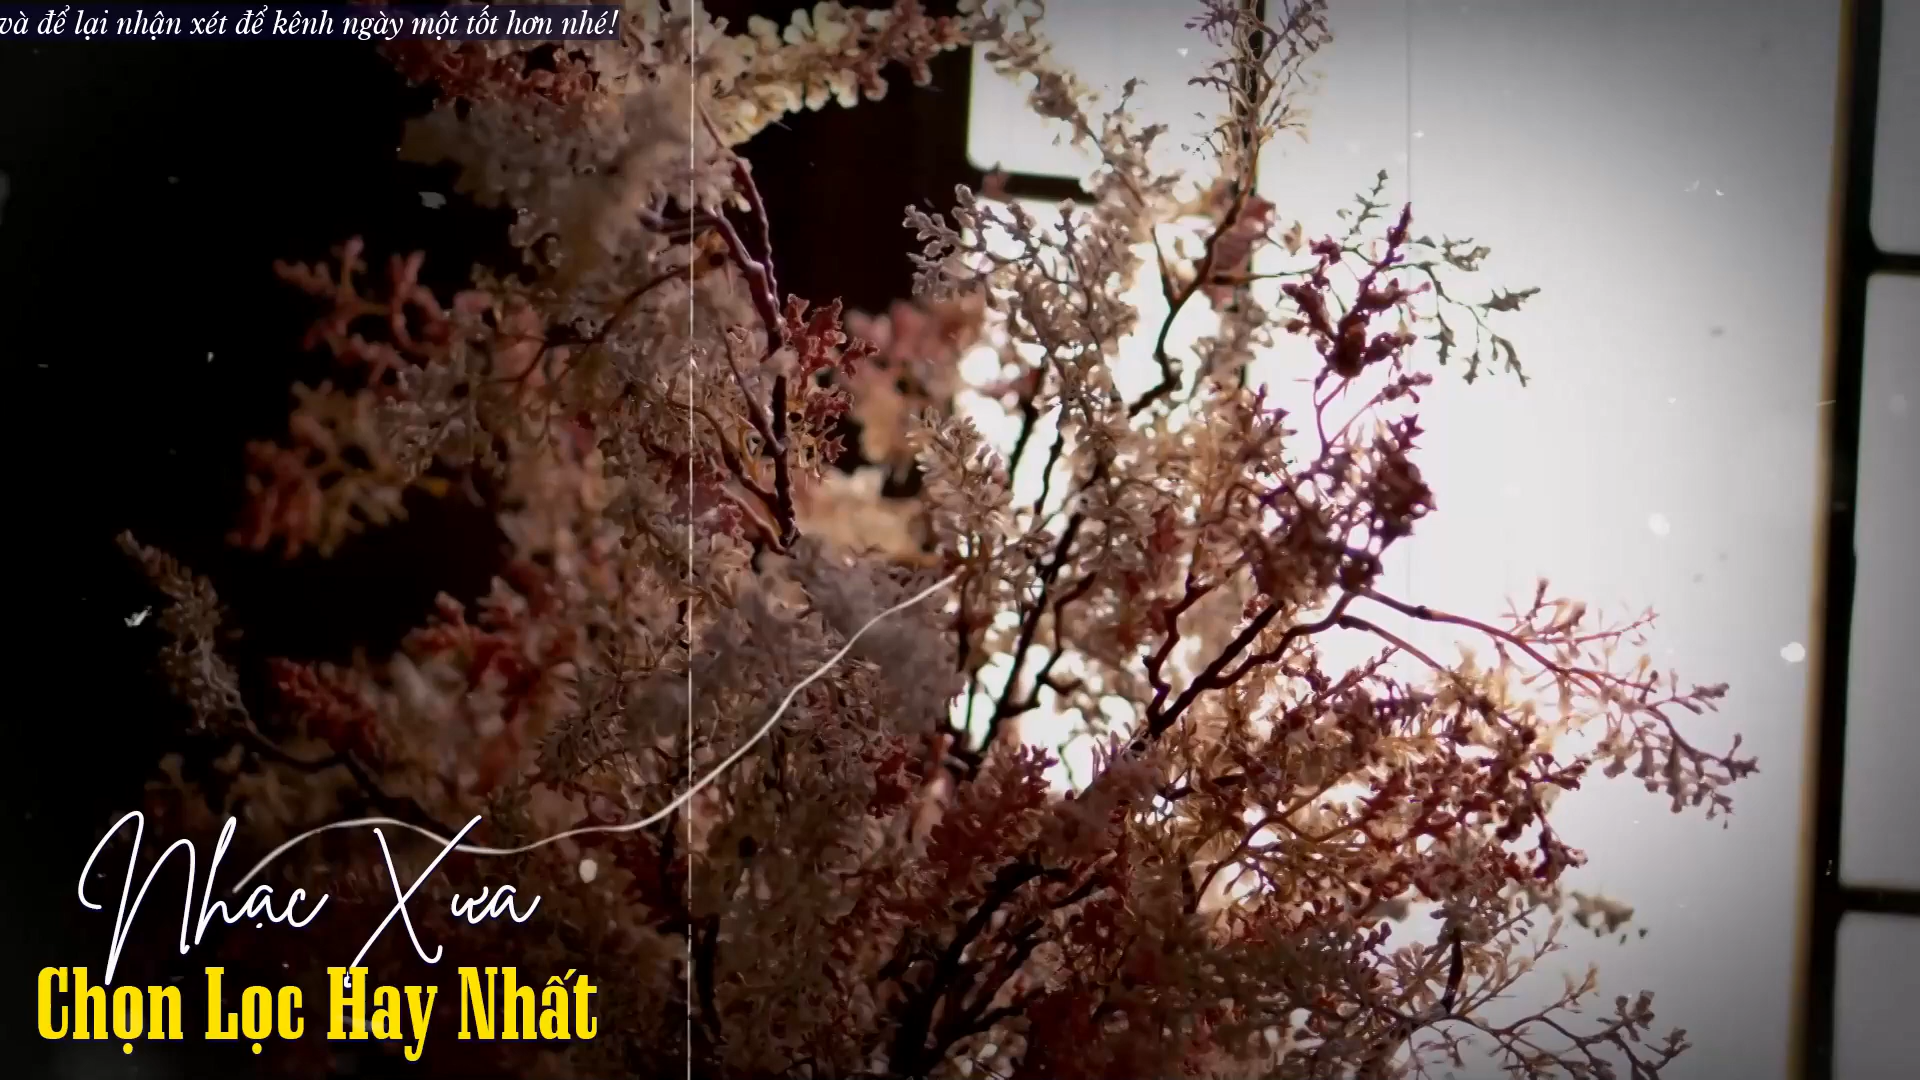 và để lại nhận xét để kênh ngày một tốt hơn nhé!
Nhạc Xưa
Chọn Lọc Hay Nhất